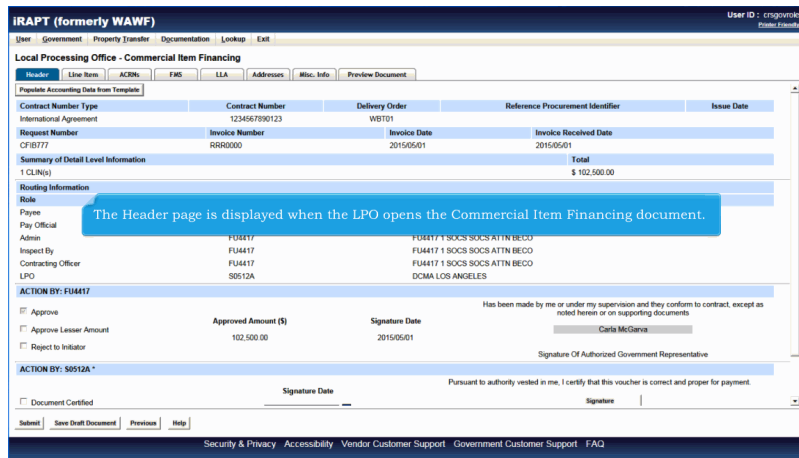 iRAPT (formerly WAWF)
User ID : crsgovrole
Printer Friendly
User Government Property Transfer Documentation Lookup Exit
Local Processing Office - Commercial Item Financing
Header Line Item ACRNs FMS LLA Addresses Misc. Info Preview Document
Populate Accounting Data from Template
Contract Number Type Contract Number Delivery Order Reference Procurement Identifier Issue Date
International Agreement 1234567890123 WBT01
Request Number Invoice Number Invoice Date Invoice Received Date
CFIB777 RRR0000 2015/05/01 2015/05/01
Summary of Detail Level Information Total
1 CLIN(s) $ 102,500.00
Routing Information
Role
Payee
The Header page is displayed when the LPO opens the Commercial Item Financing document.
Pay Official
Admin FU4417 FU4417 1 SOCS SOCS ATTN BECO
Inspect By FU4417 FU4417 1 SOCS SOCS ATTN BECO
Contracting Officer FU4417 FU4417 1 SOCS SOCS ATTN BECO
LPO S0512A DCMA LOS ANGELES
ACTION BY: FU4417
Has been made by me or under my supervision and they conform to contract, except as
noted herein or on supporting documents
Approve
Approved Amount ($) Signature Date
Approve Lesser Amount
Carla McGarva
102,500.00 2015/05/01
Reject to Initiator
Signature Of Authorized Government Representative
ACTION BY: S0512A *
Pursuant to authority vested in me, I certify that this voucher is correct and proper for payment.
Signature Date
Document Certified
Signature
Submit Save Draft Document Previous Help
Security & Privacy Accessibility Vendor Customer Support Government Customer Support FAQ